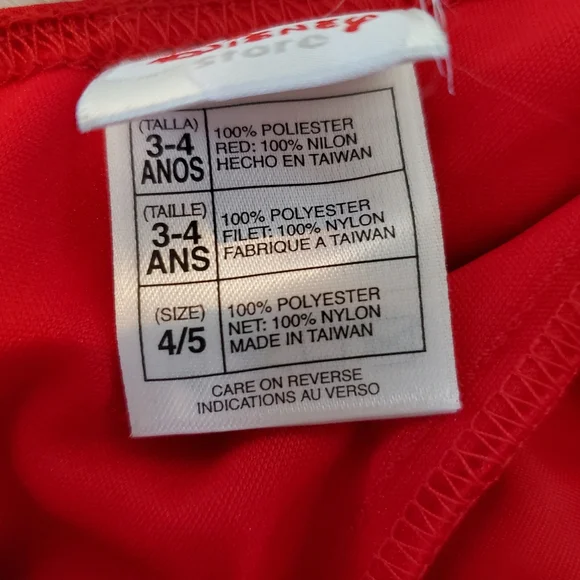 Disney
store
(TALLA)
3-4
ANOS
100% POLIESTER
RED: 100% NILON
HECHO EN TAIWAN
(TAILLE)
3-4
ANS
100% POLYESTER
FILET: 100% NYLON
FABRIQUE A TAIWAN
(SIZE)
4/5
100% POLYESTER
NET: 100% NYLON
MADE IN TAIWAN
CARE ON REVERSE
INDICATIONS AU VERSO